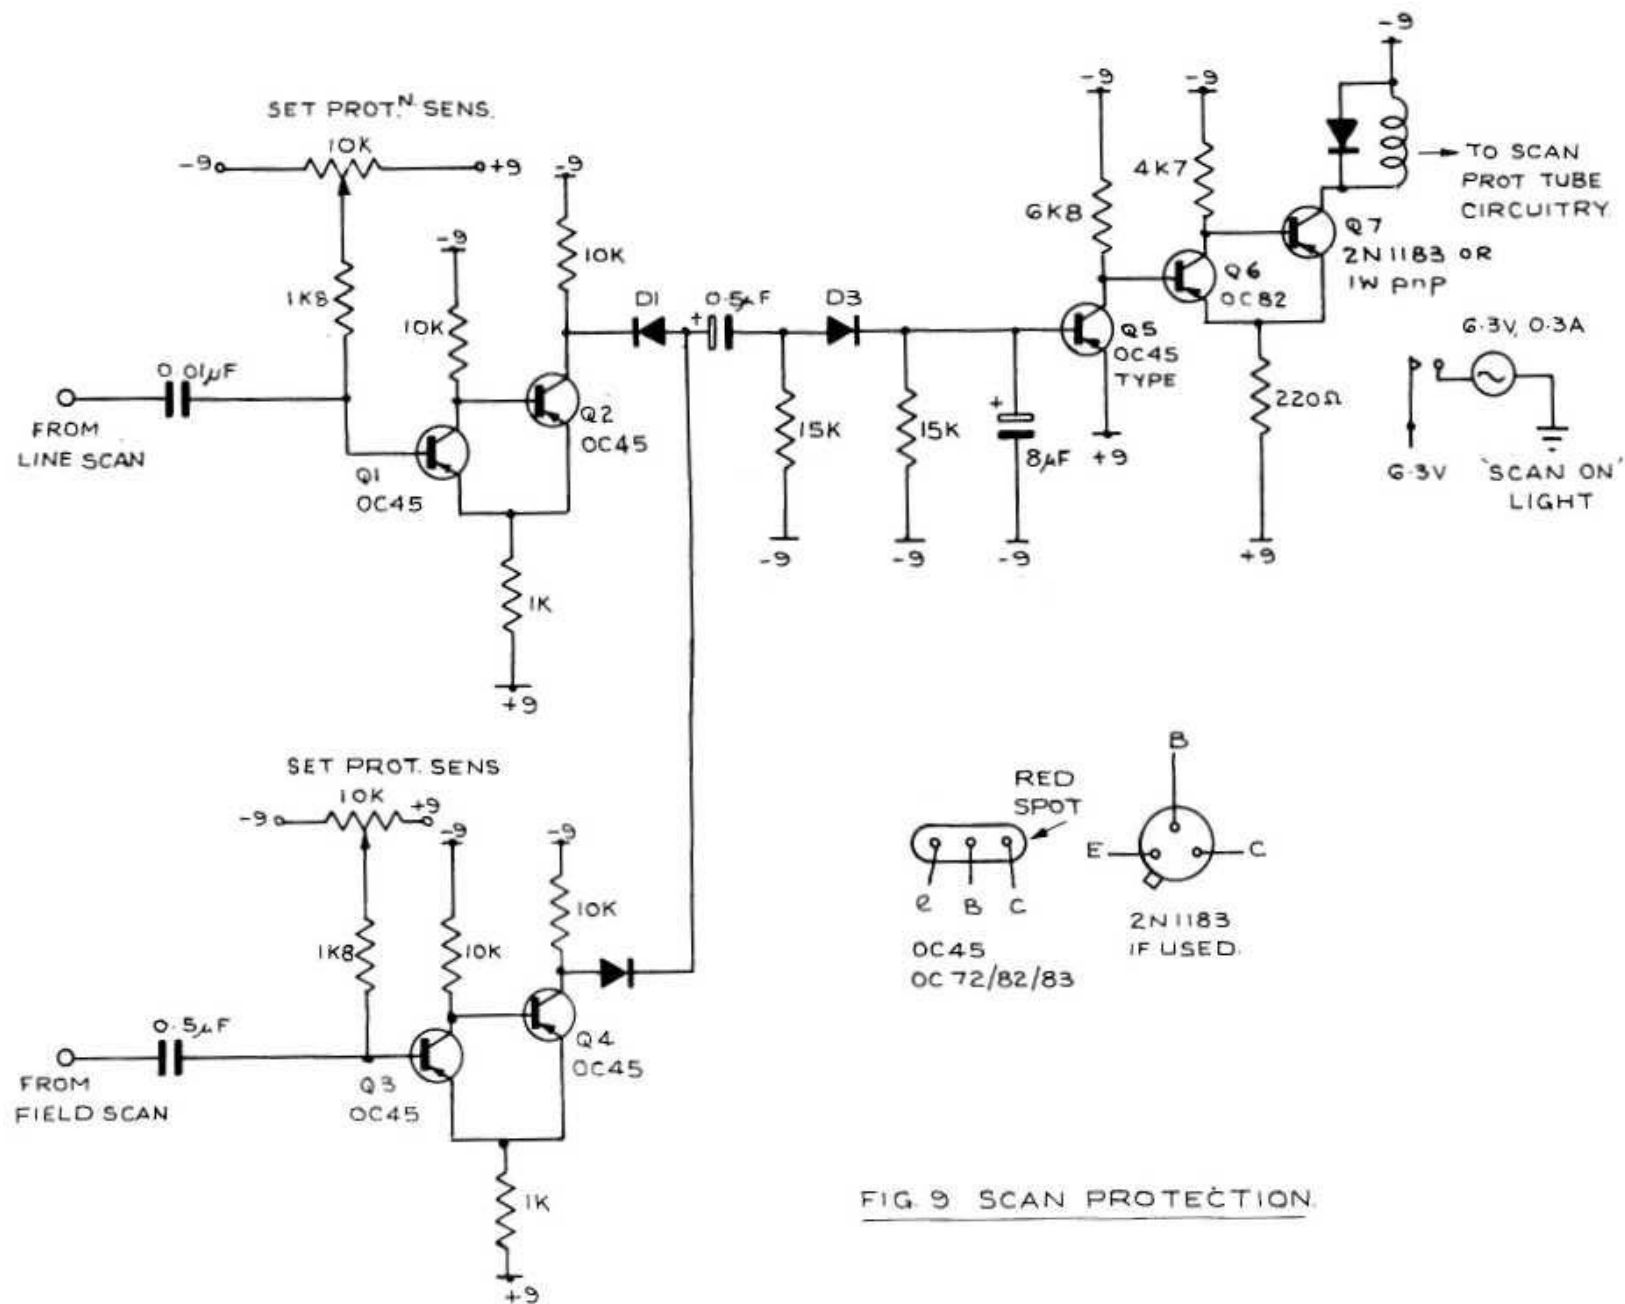 SET PROT.N SENS.
10K
-9
+9
-9
1K8
-9
10K
10K
0.01µF
FROM
LINE SCAN
Q1
OC45
Q2
OC45
1K
+9
D1
+
0.5µF
D3
15K
-9
15K
-9
+
8µF
-9
-9
6K8
Q5
OC45
TYPE
+9
-9
4K7
Q6
OC82
220Ω
+9
-9
TO SCAN
PROT TUBE
CIRCUITRY.
Q7
2N1183 OR
1W pnp
6.3V, 0.3A
6.3V
'SCAN ON'
LIGHT
SET PROT. SENS
10K
-9
+9
-9
-9
1K8
10K
10K
0.5µF
FROM
FIELD SCAN
Q3
OC45
Q4
OC45
1K
+9
RED
SPOT
e B C
OC45
OC72/82/83
B
E
C
2N1183
IF USED.
FIG. 9 SCAN PROTECTION.